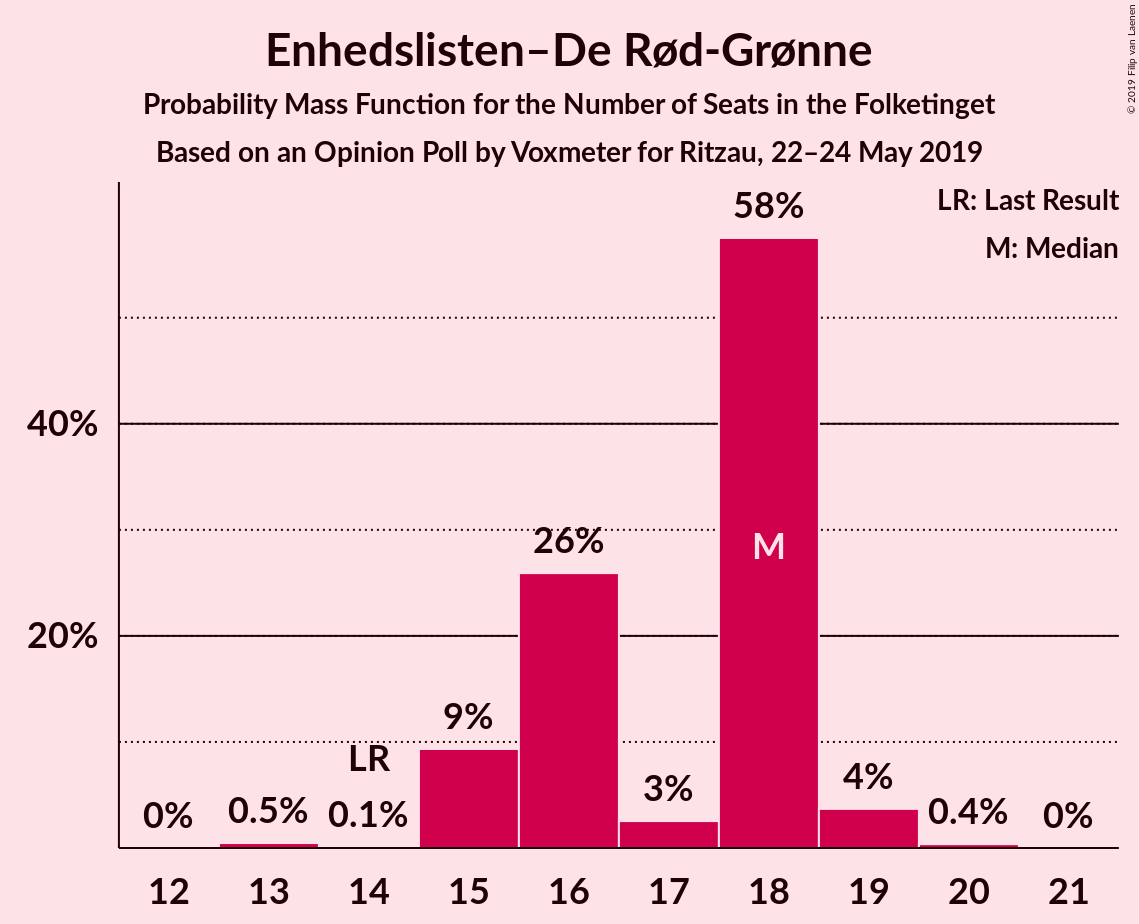 Enhedslisten–De Rød-Grønne
Probability Mass Function for the Number of Seats in the Folketinget
Based on an Opinion Poll by Voxmeter for Ritzau, 22–24 May 2019
© 2019 Filip van Laenen
LR: Last Result
M: Median
58%
40%
26%
M
20%
9%
LR
3%
4%
0%
0.5%
0.1%
0.4%
0%
12 13 14 15 16 17 18 19 20 21